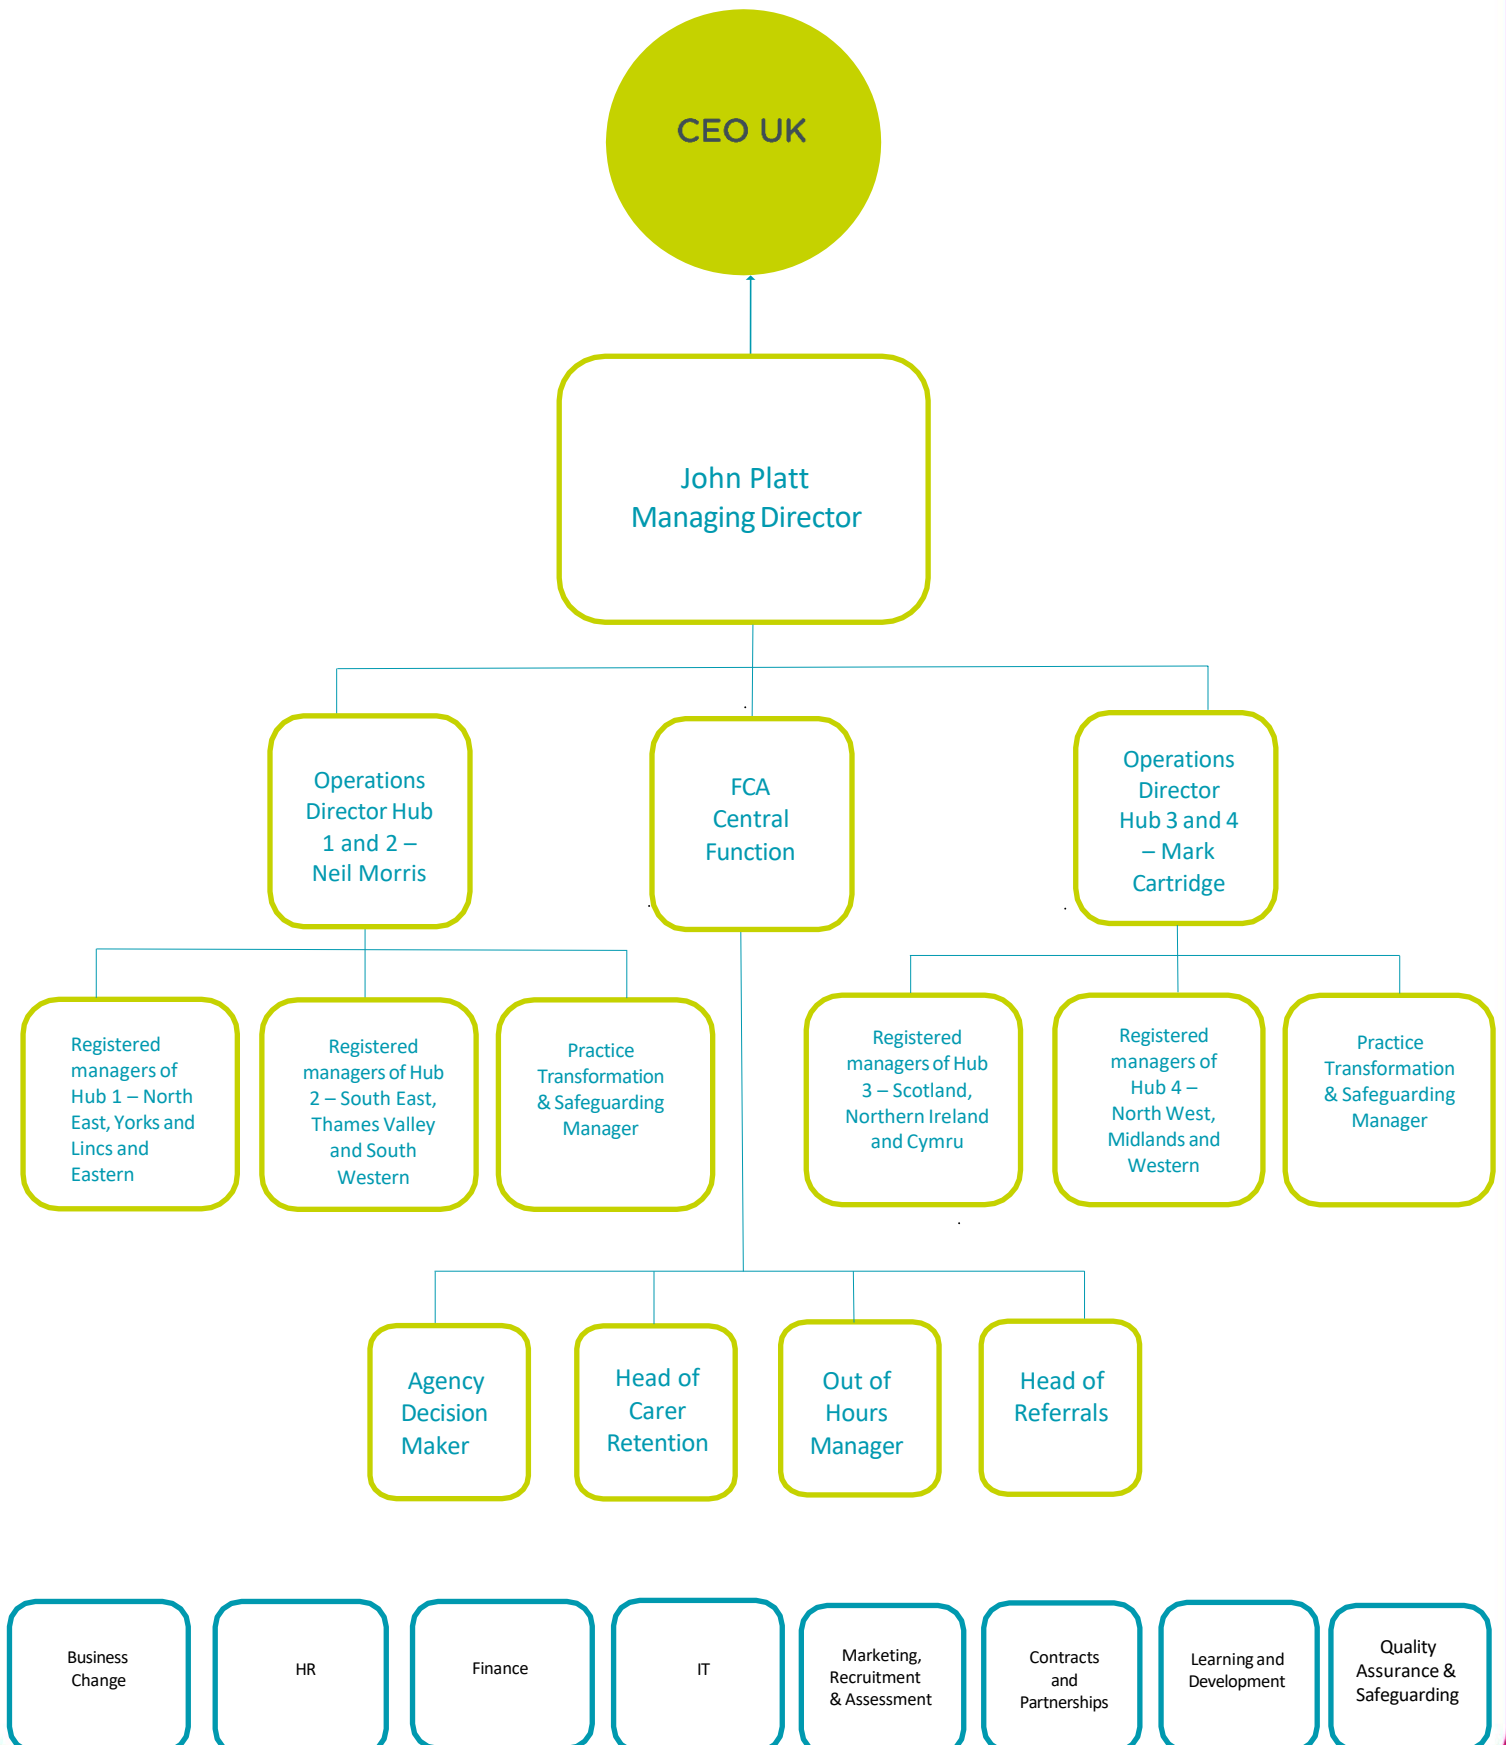 CEO UK
John Platt
Managing Director
Operations
Director Hub
1 and 2 –
Neil Morris
FCA
Central
Function
Operations
Director
Hub 3 and 4
– Mark
Cartridge
Registered
managers of
Hub 1 – North
East, Yorks and
Lincs and
Eastern
Registered
managers of Hub
2 – South East,
Thames Valley
and South
Western
Practice
Transformation
& Safeguarding
Manager
Registered
managers of Hub
3 – Scotland,
Northern Ireland
and Cymru
Registered
managers of
Hub 4 –
North West,
Midlands and
Western
Practice
Transformation
& Safeguarding
Manager
Agency
Decision
Maker
Head of
Carer
Retention
Out of
Hours
Manager
Head of
Referrals
Business
Change
HR
Finance
IT
Marketing,
Recruitment
& Assessment
Contracts
and
Partnerships
Learning and
Development
Quality
Assurance &
Safeguarding